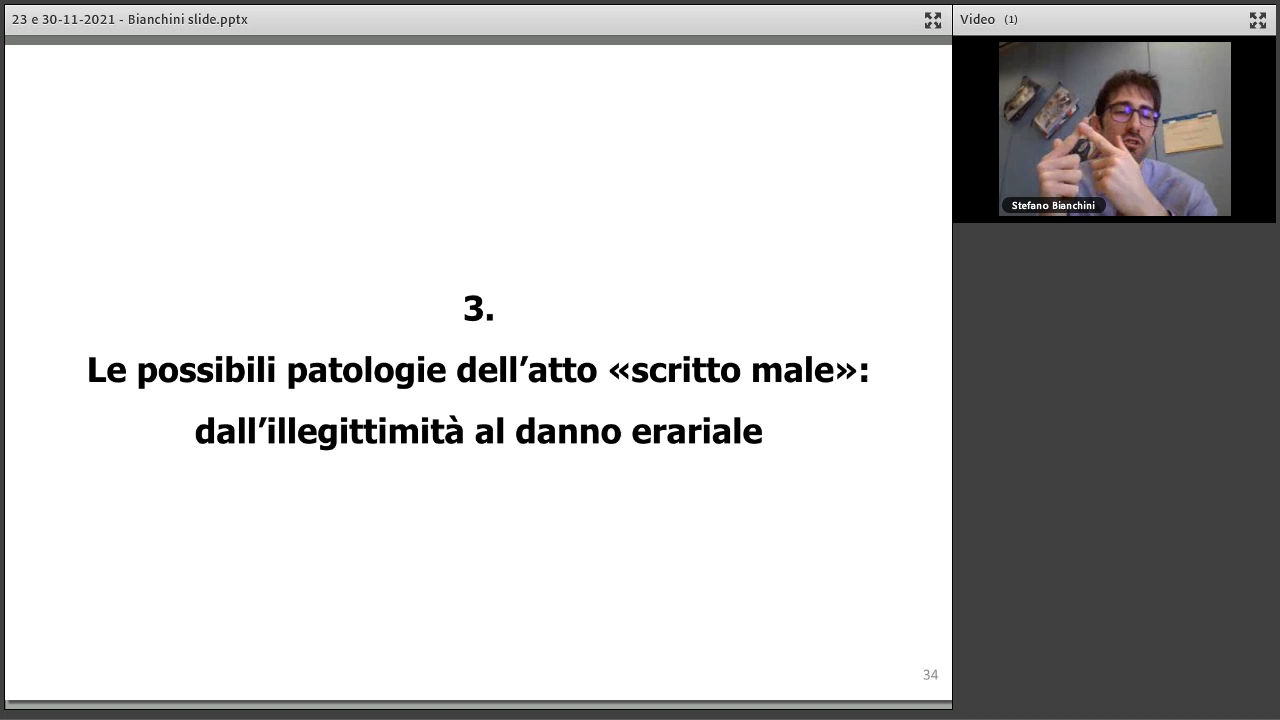 23 e 30-11-2021 - Bianchini slide.pptx
Video (1)
Stefano Bianchini
3.
Le possibili patologie dell’atto «scritto male»:
dall’illegittimità al danno erariale
34